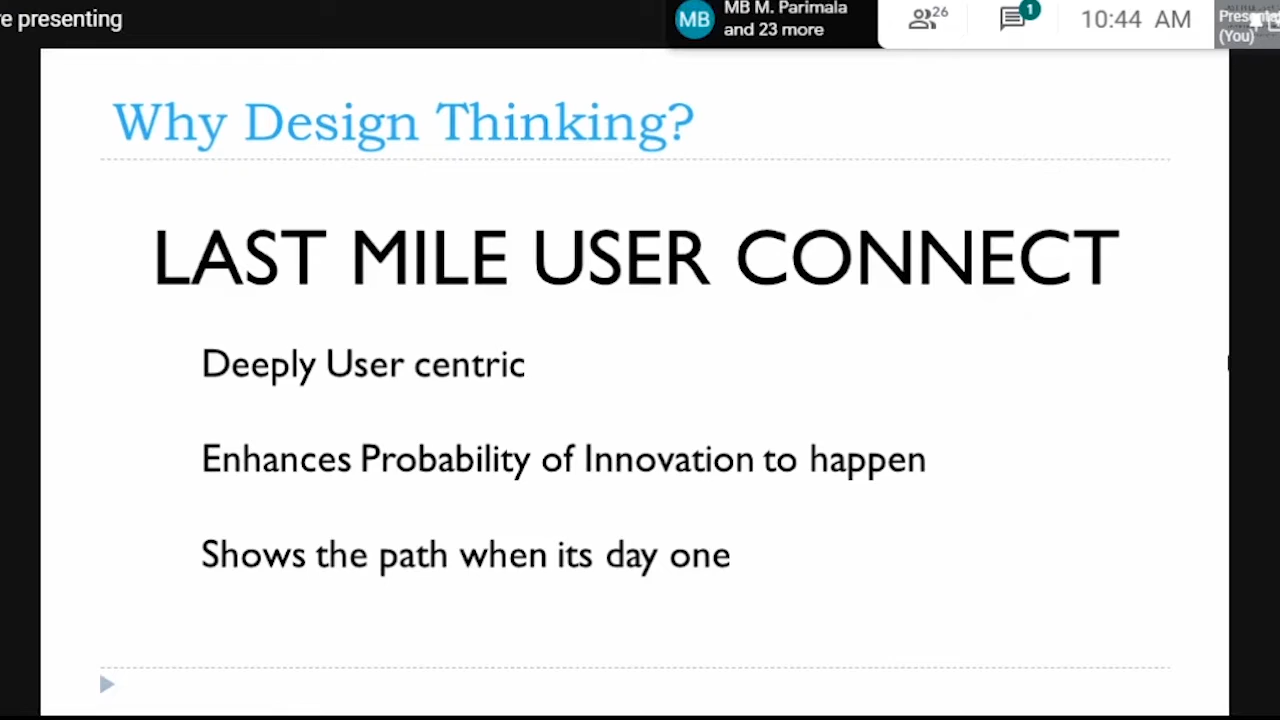 e presenting
MB
MB M. Parimala
and 23 more
26
1
10:44 AM
(You)
Why Design Thinking?
LAST MILE USER CONNECT
Deeply User centric
Enhances Probability of Innovation to happen
Shows the path when its day one